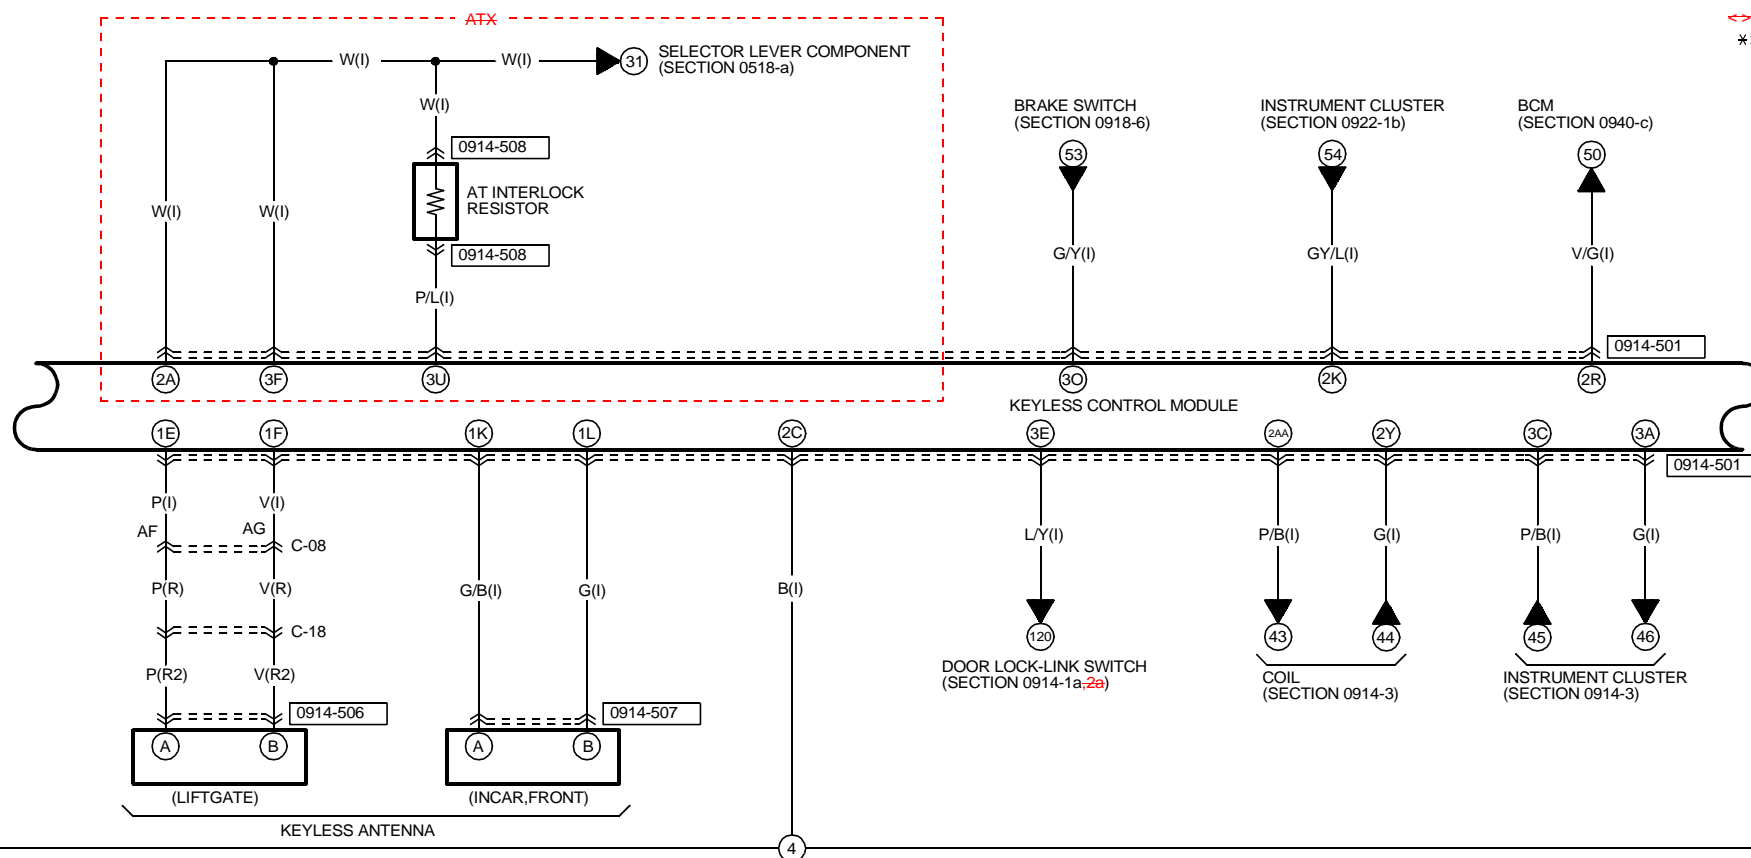 ATX
<>
*
W(I) W(I) 31 SELECTOR LEVER COMPONENT
(SECTION 0518-a)
W(I)
BRAKE SWITCH
(SECTION 0918-6)
INSTRUMENT CLUSTER
(SECTION 0922-1b)
BCM
(SECTION 0940-c)
0914-508
53 54 50
AT INTERLOCK
RESISTOR
W(I) W(I)
0914-508
G/Y(I) GY/L(I) V/G(I)
P/L(I)
0914-501
2A 3F 3U 3O 2K 2R
KEYLESS CONTROL MODULE
1E 1F 1K 1L 2C 3E 2AA 2Y 3C 3A
0914-501
P(I) V(I)
AF AG C-08
L/Y(I) P/B(I) G(I) P/B(I) G(I)
P(R) V(R) G/B(I) G(I) B(I)
C-18
120 43 44 45 46
P(R2) V(R2)
DOOR LOCK-LINK SWITCH
(SECTION 0914-1a,2a)
COIL
(SECTION 0914-3)
INSTRUMENT CLUSTER
(SECTION 0914-3)
0914-506 0914-507
A B A B
(LIFTGATE) (INCAR,FRONT)
KEYLESS ANTENNA
4